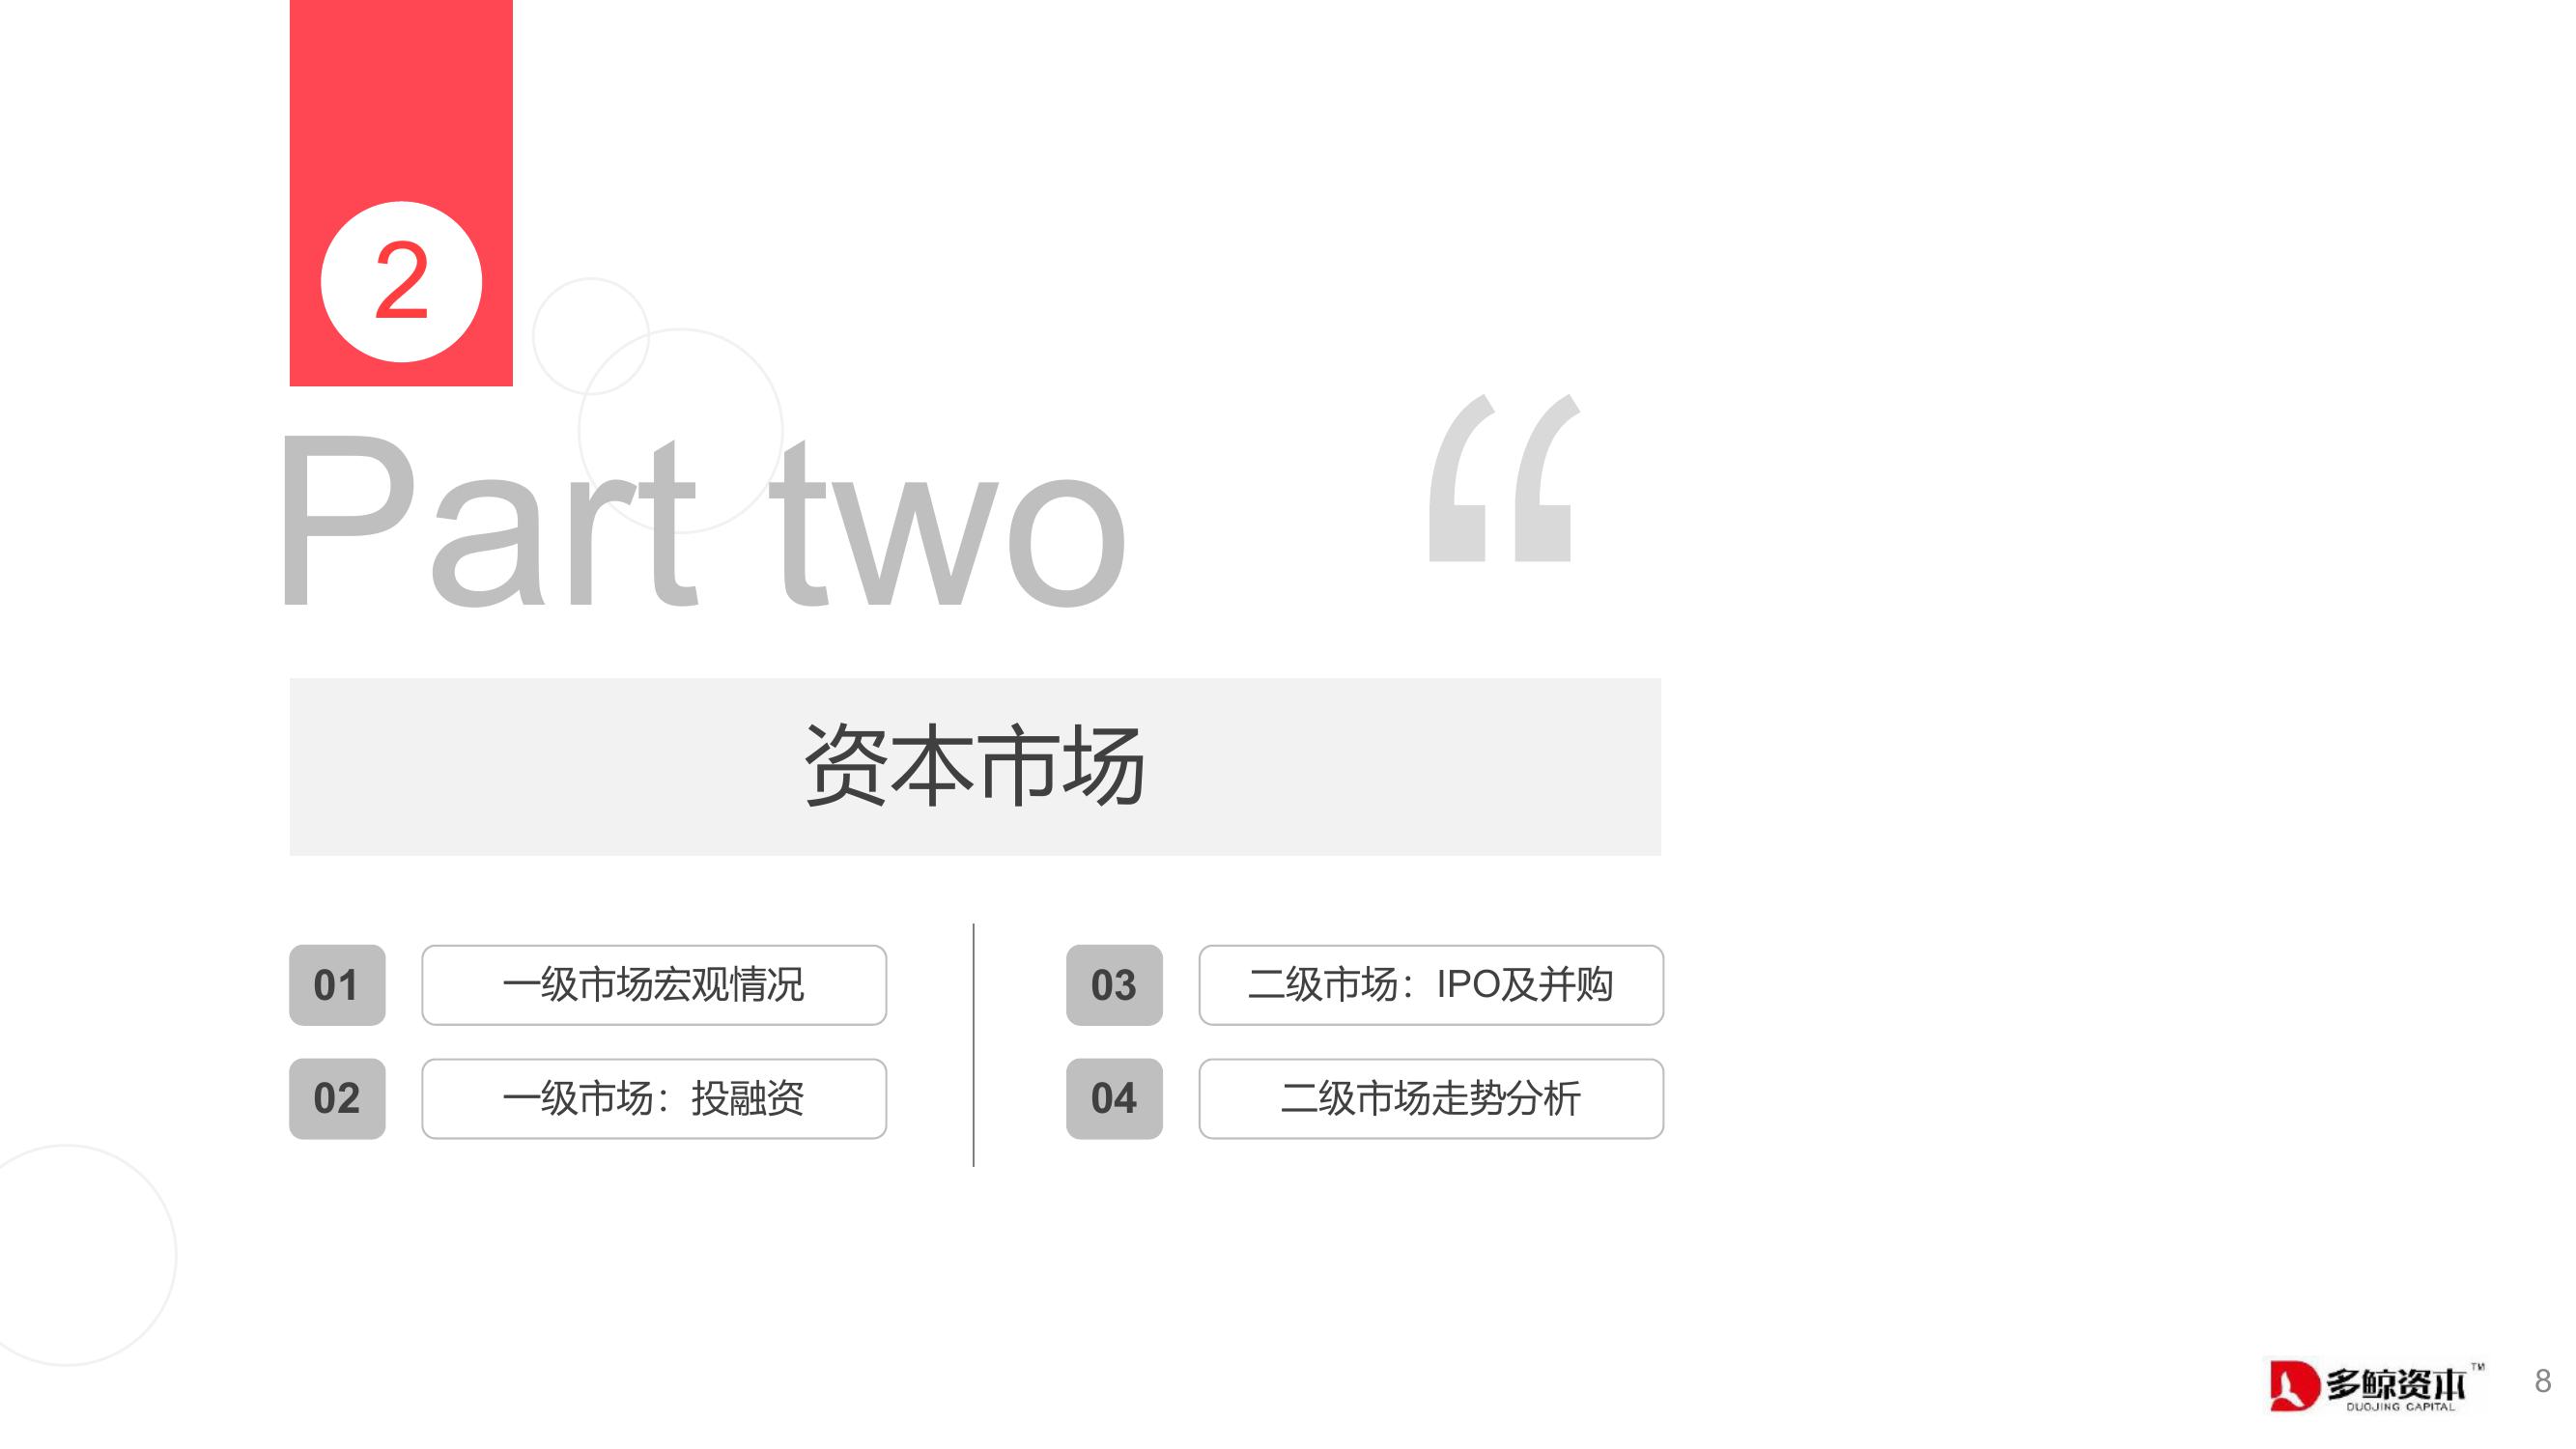 2
Part two
“
资本市场
01 一级市场宏观情况
02 一级市场：投融资
03 二级市场：IPO及并购
04 二级市场走势分析
多鲸资本™
DUOJING CAPITAL
8